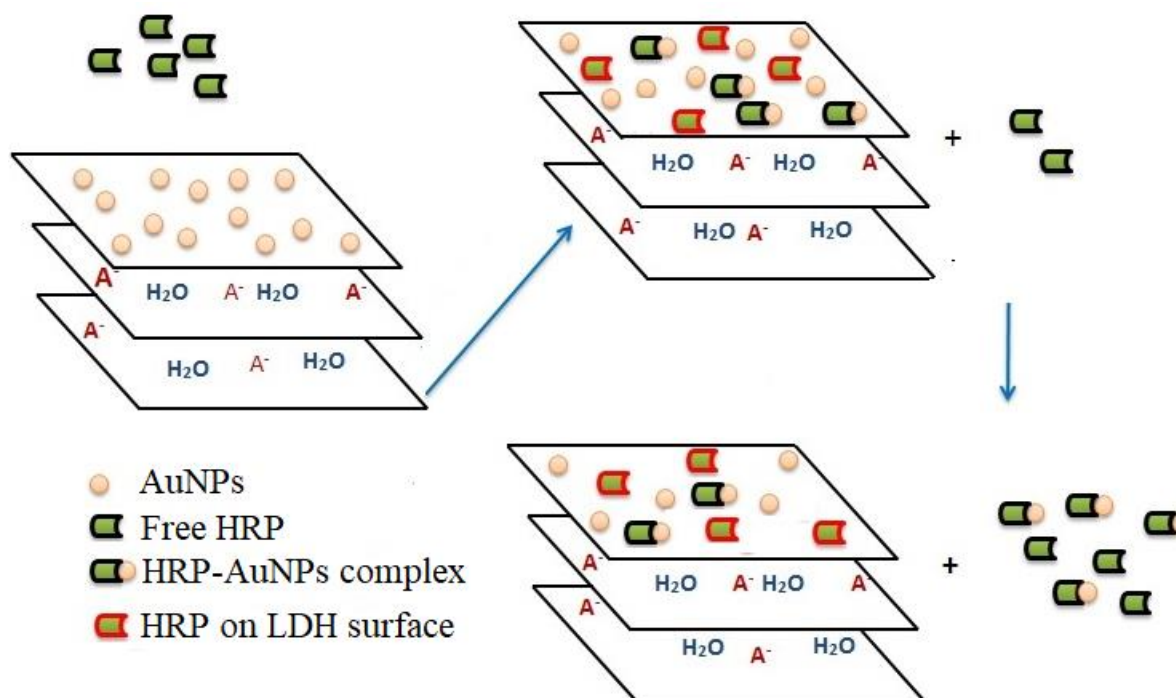 A⁻ H₂O A⁻ H₂O A⁻
A⁻ H₂O A⁻ H₂O
A⁻ H₂O A⁻ H₂O A⁻
A⁻ H₂O A⁻ H₂O
+
AuNPs
Free HRP
HRP-AuNPs complex
HRP on LDH surface
A⁻ H₂O A⁻ H₂O A⁻
A⁻ H₂O A⁻ H₂O
+